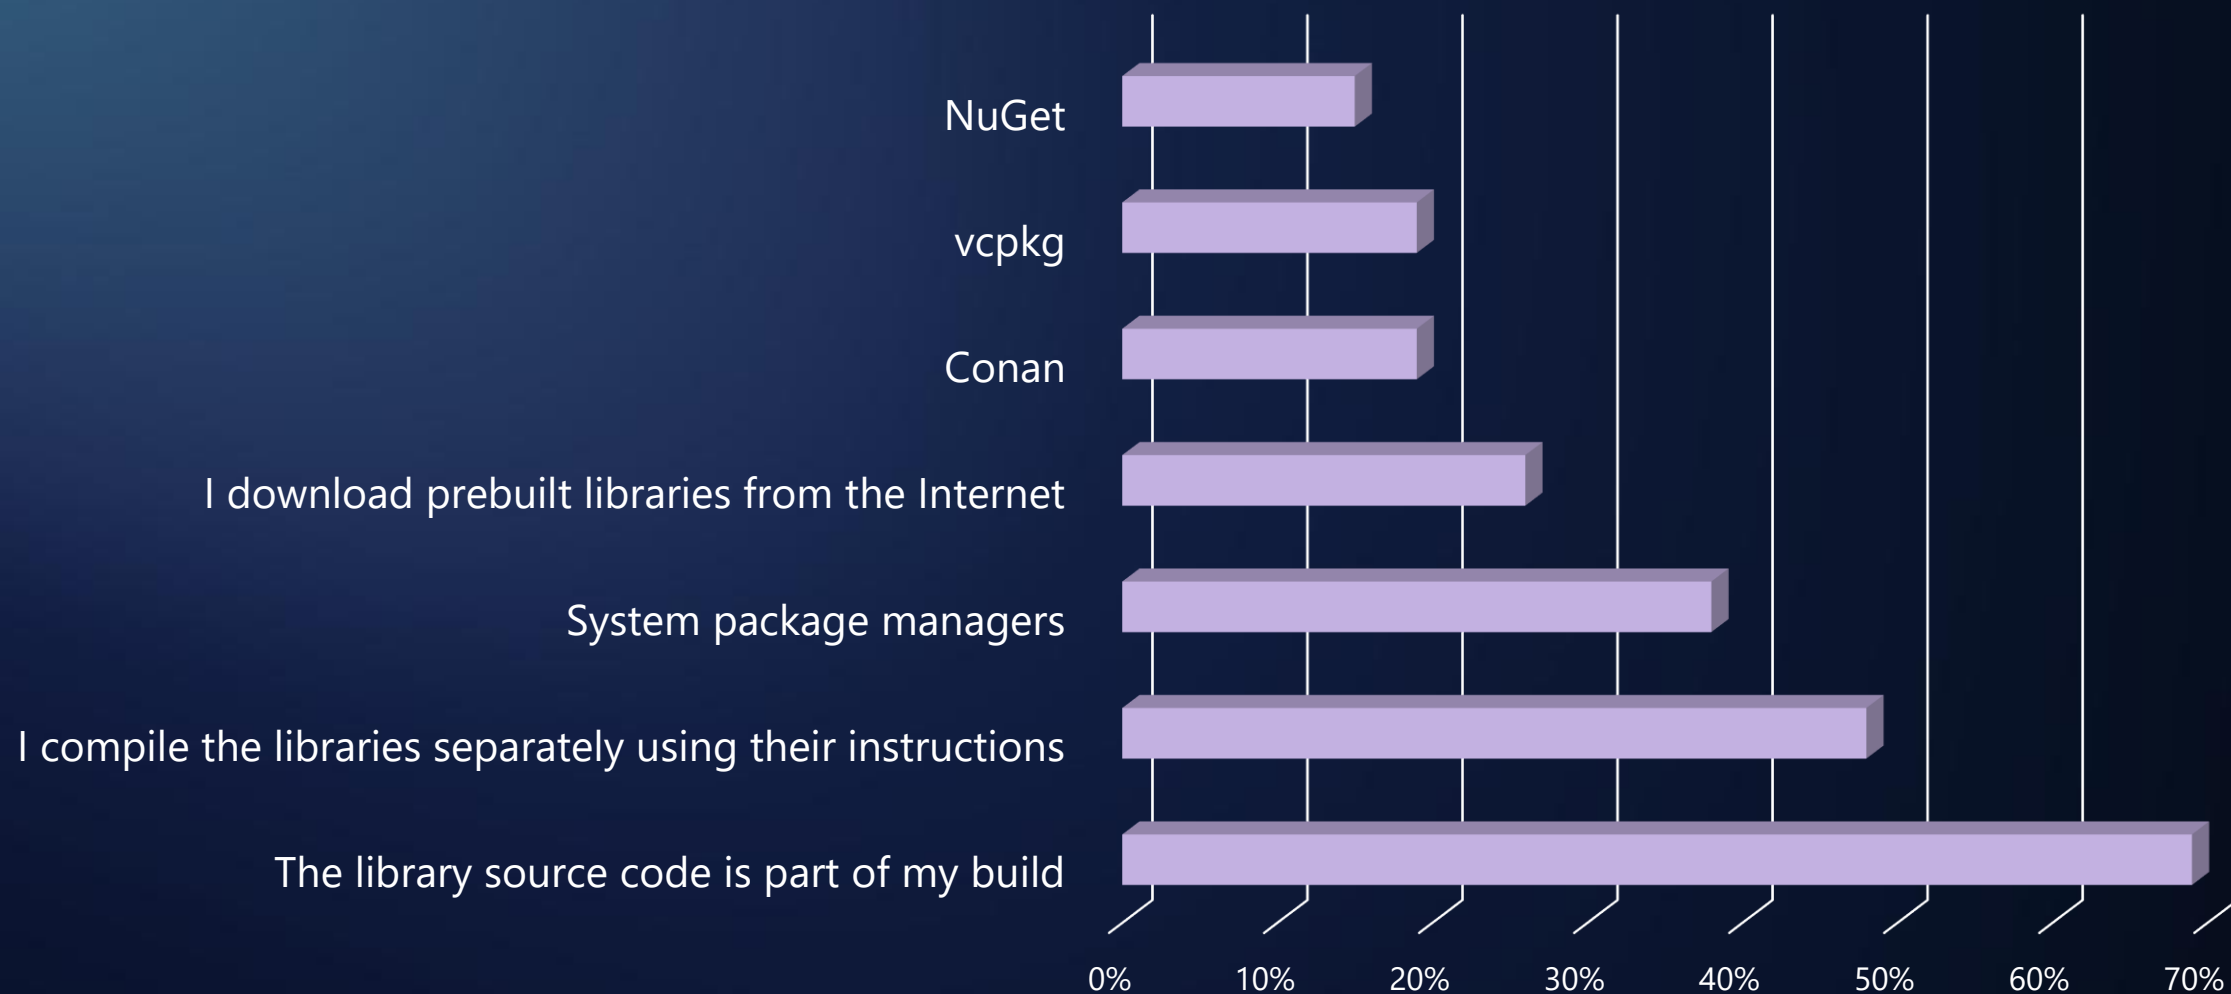 NuGet
vcpkg
Conan
I download prebuilt libraries from the Internet
System package managers
I compile the libraries separately using their instructions
The library source code is part of my build
0% 10% 20% 30% 40% 50% 60% 70%